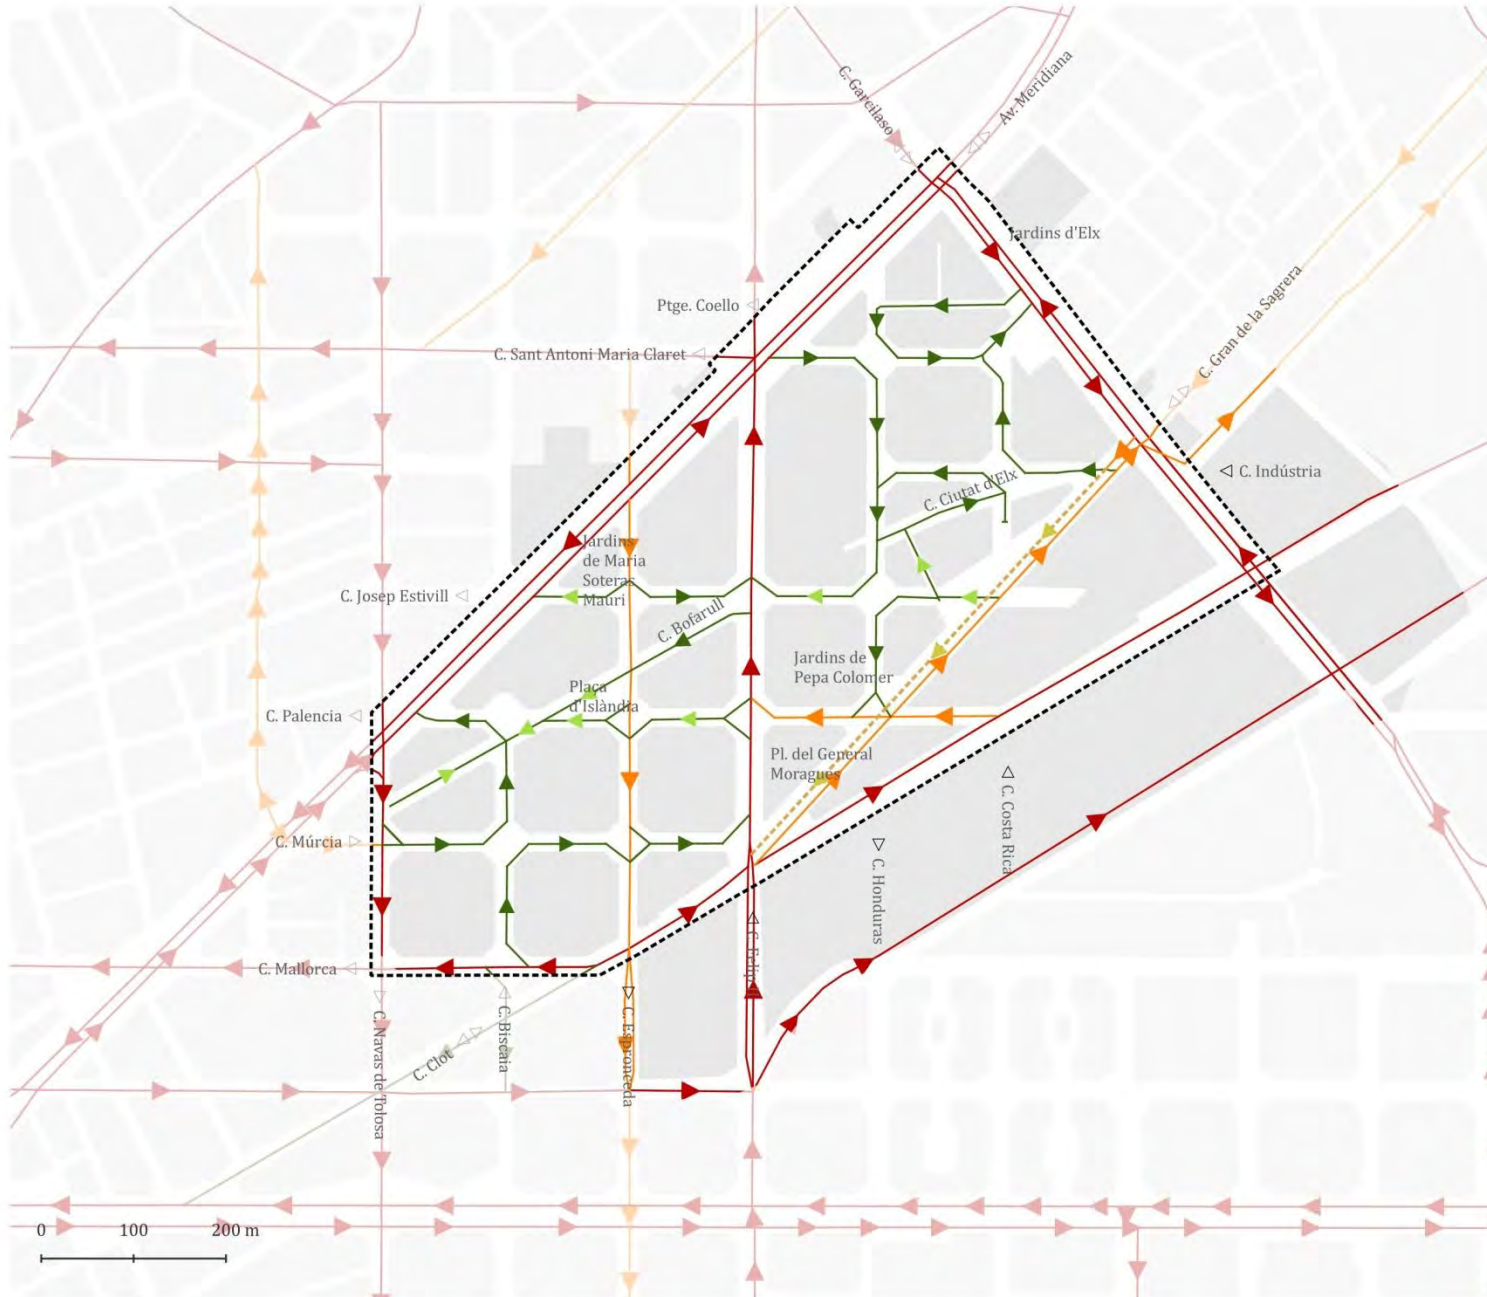 C. Garcilaso
Av. Meridiana
Jardins d'Elx
Ptge. Coello
C. Gran de la Sagrera
C. Sant Antoni Maria Claret
C. Indústria
C. Ciutat d'Elx
Jardins
de Maria
Soteras
Mauri
C. Josep Estivill
C. Bofarull
Jardins de
Pepa Colomer
Plaça
d'Islàndia
C. Palencia
Pl. del General
Moragues
C. Costa Rica
C. Múrcia
C. Honduras
C. Mallorca
C. Navas de Tolosa
C. Clot
C. Biscaia
C. Espronceda
0 100 200 m